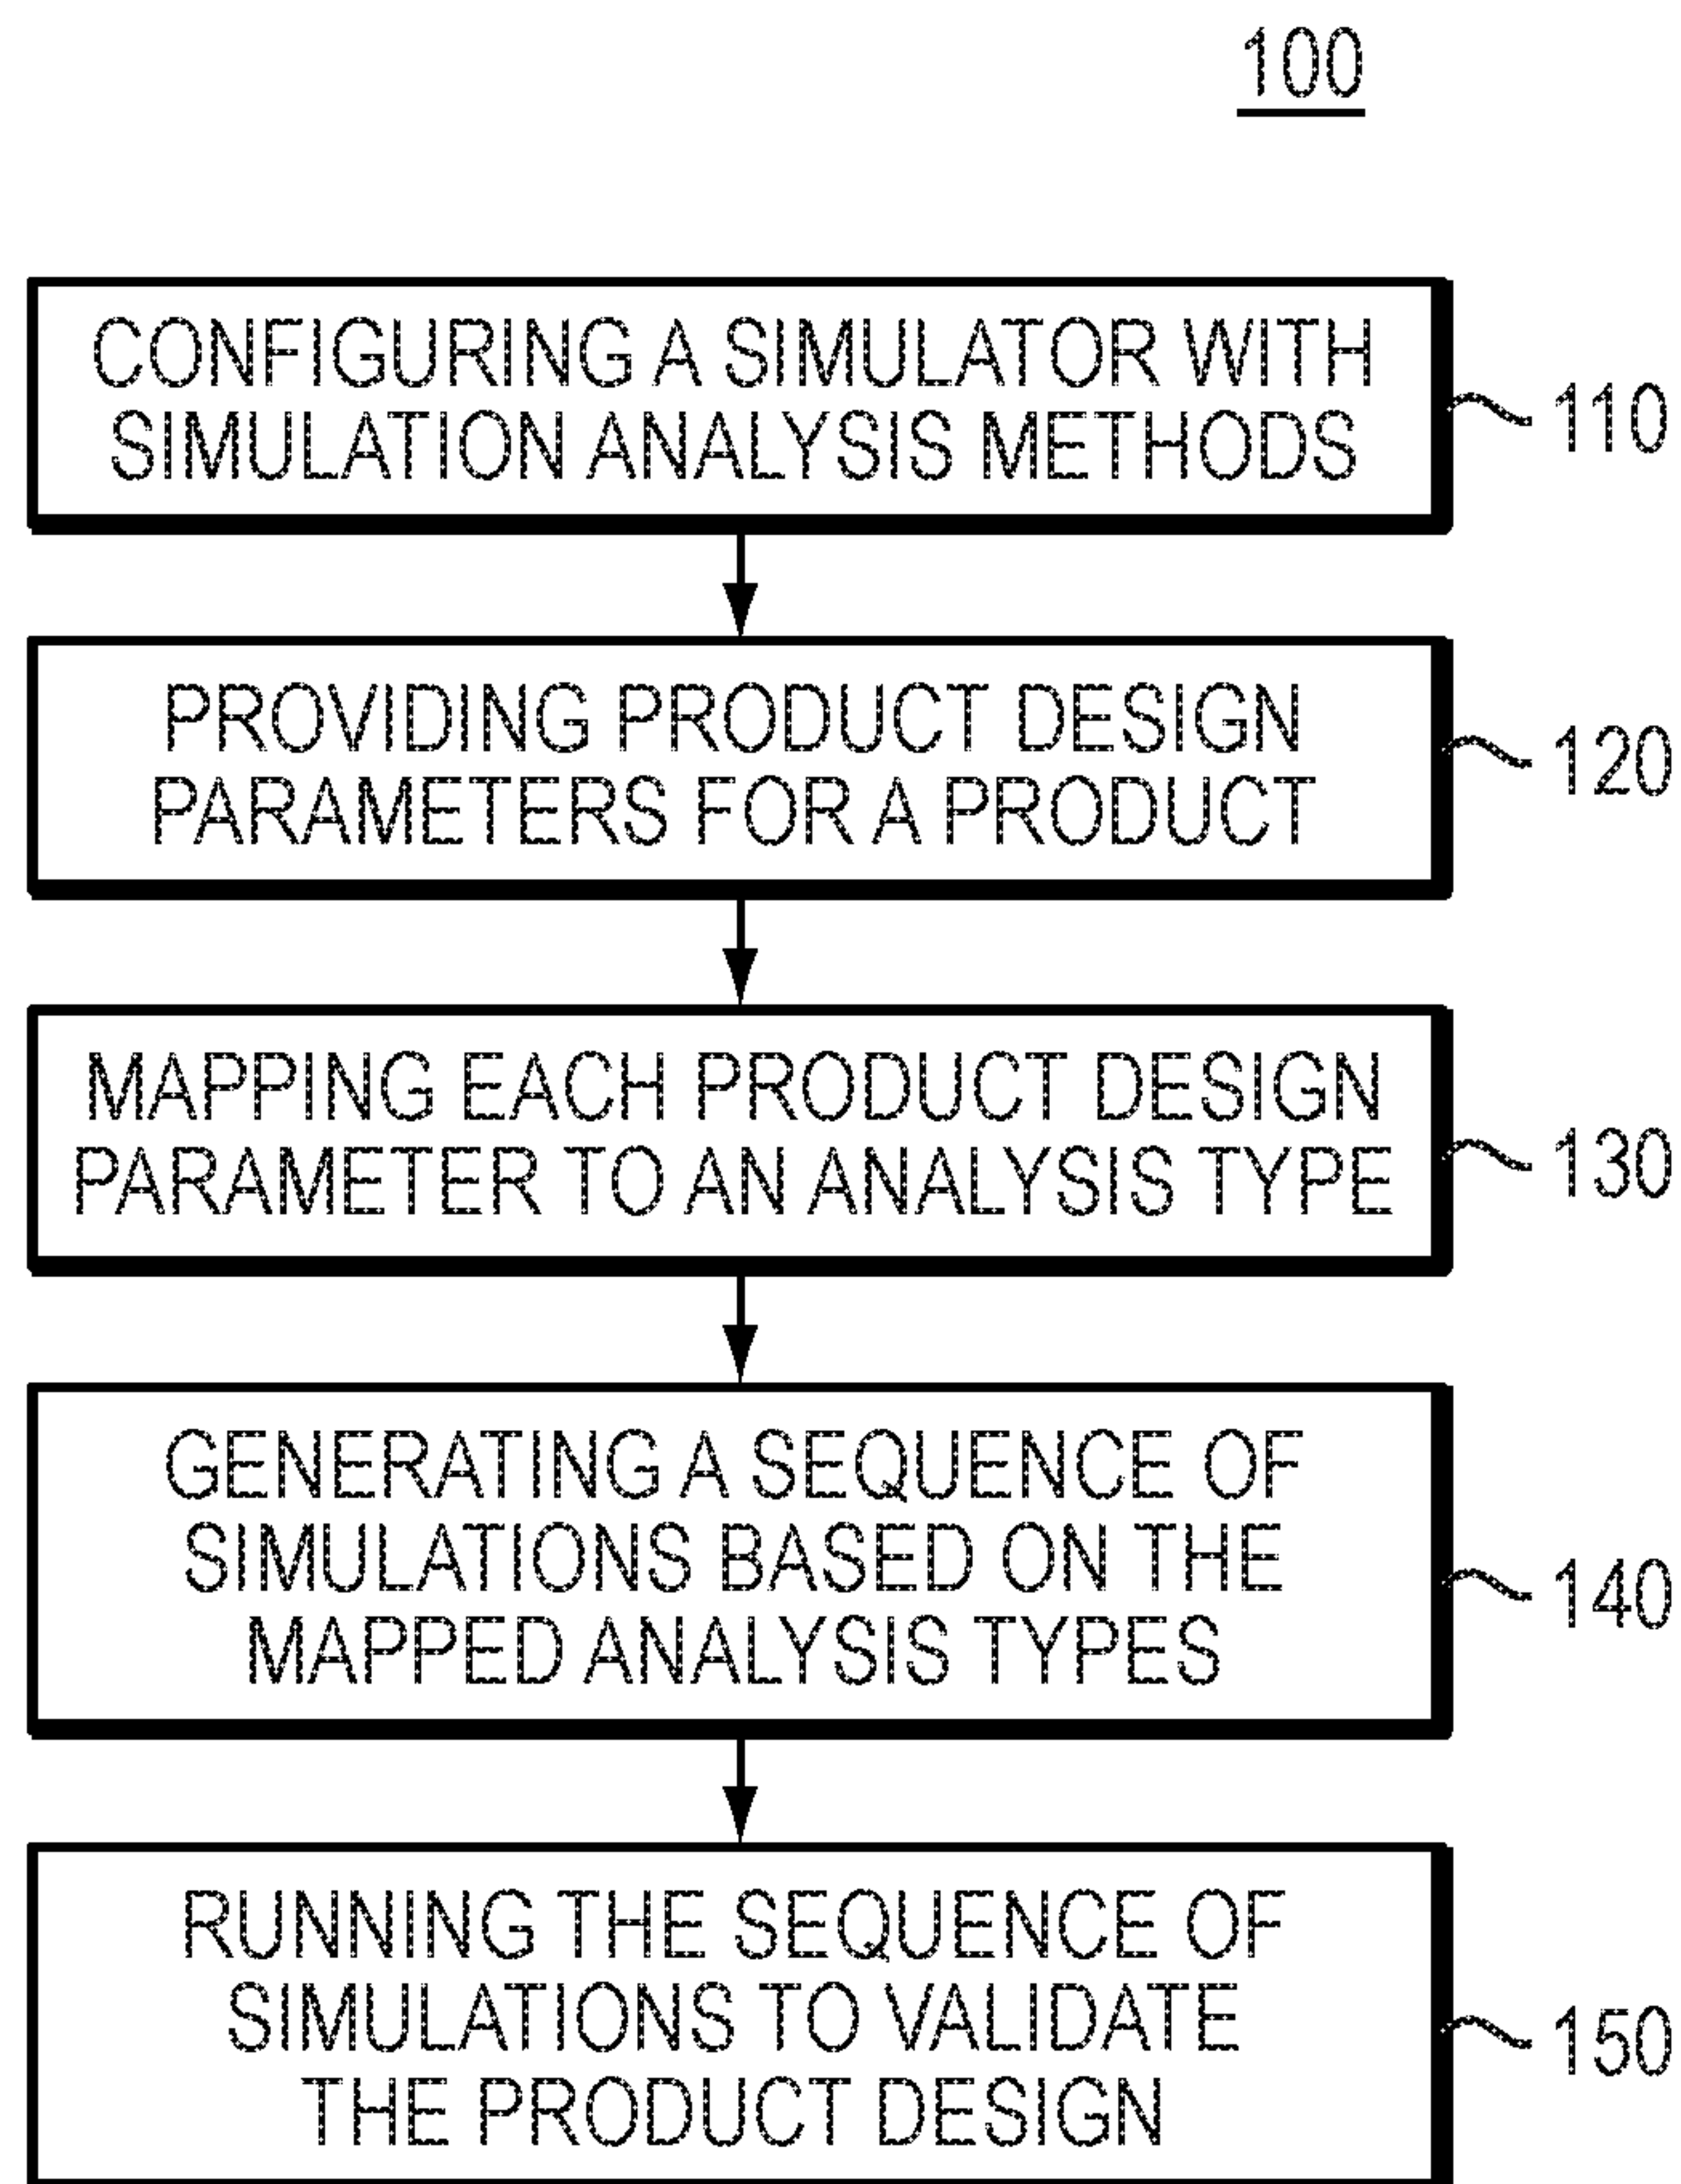 100
CONFIGURING A SIMULATOR WITH
SIMULATION ANALYSIS METHODS
110
PROVIDING PRODUCT DESIGN
PARAMETERS FOR A PRODUCT
120
MAPPING EACH PRODUCT DESIGN
PARAMETER TO AN ANALYSIS TYPE
130
GENERATING A SEQUENCE OF
SIMULATIONS BASED ON THE
MAPPED ANALYSIS TYPES
140
RUNNING THE SEQUENCE OF
SIMULATIONS TO VALIDATE
THE PRODUCT DESIGN
150